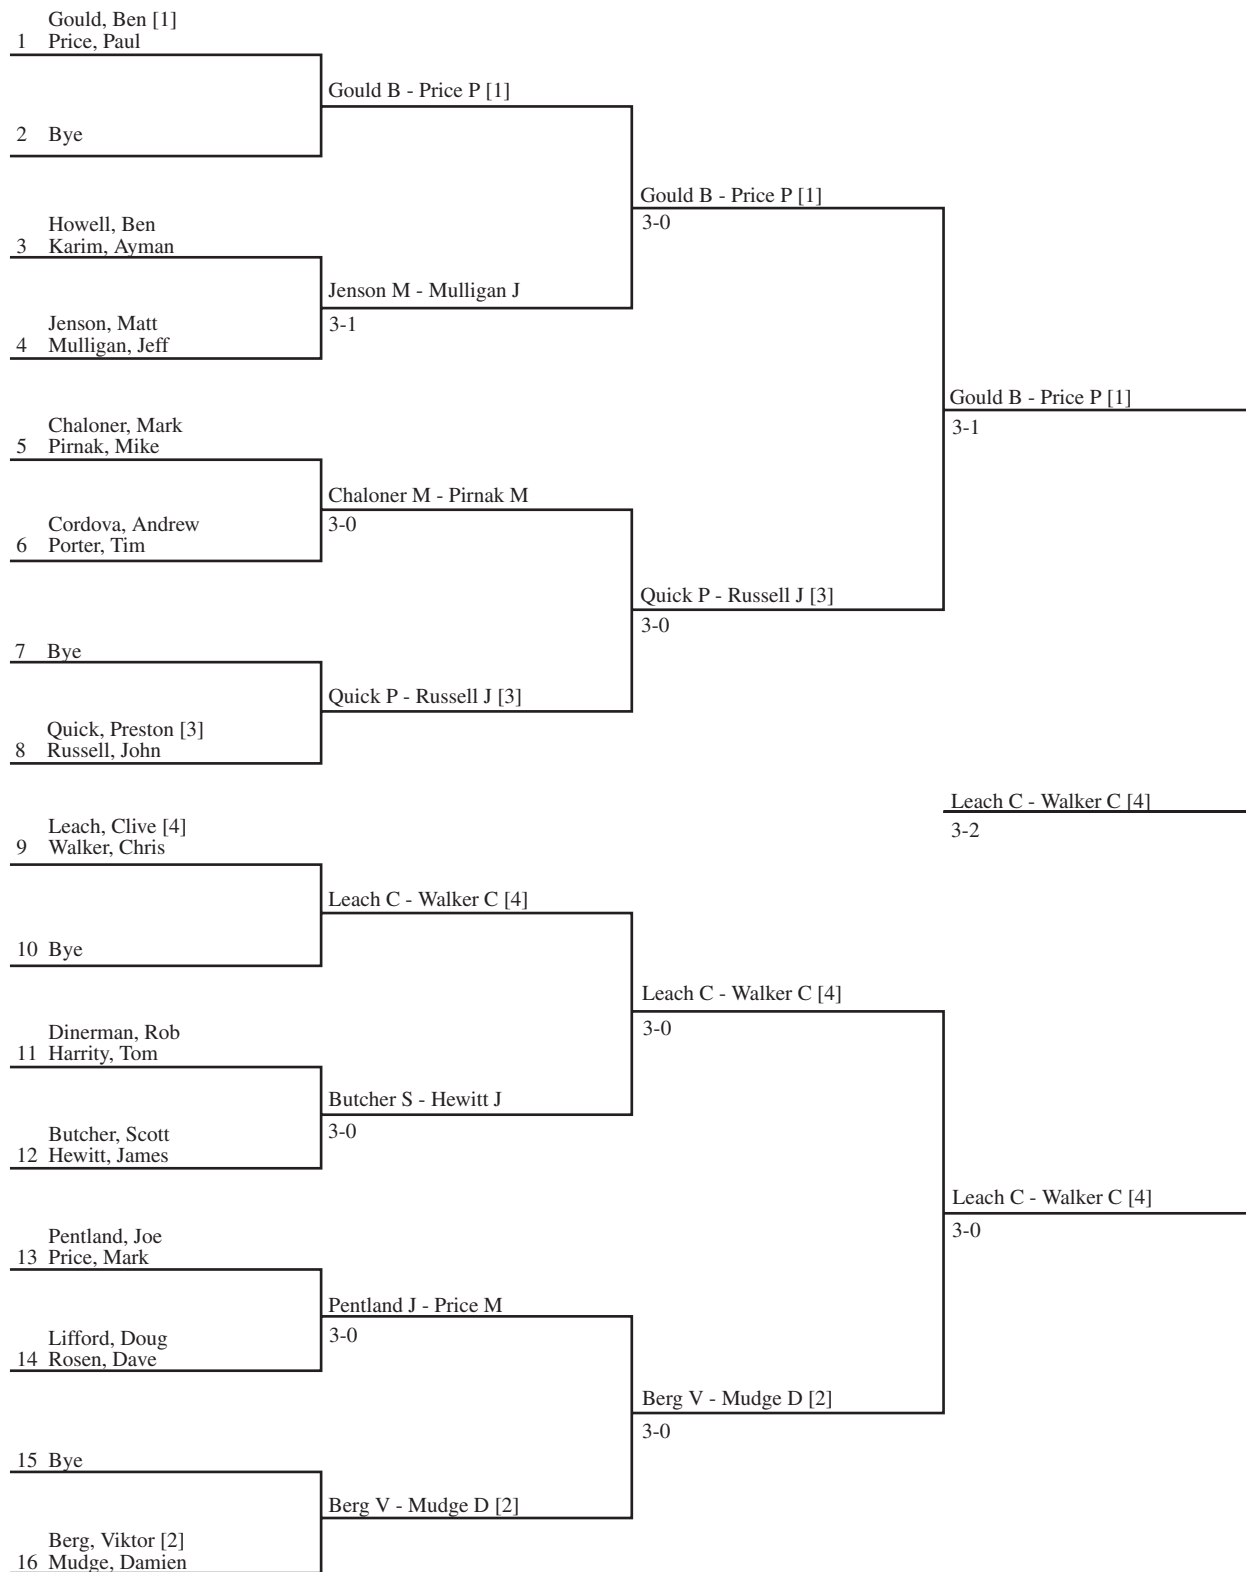 Gould, Ben [1]
1 Price, Paul
Gould B - Price P [1]
2 Bye
Gould B - Price P [1]
3-0
Howell, Ben
3 Karim, Ayman
Jenson M - Mulligan J
3-1
Jenson, Matt
4 Mulligan, Jeff
Gould B - Price P [1]
3-1
Chaloner, Mark
5 Pirnak, Mike
Chaloner M - Pirnak M
3-0
Cordova, Andrew
6 Porter, Tim
Quick P - Russell J [3]
3-0
7 Bye
Quick P - Russell J [3]
Quick, Preston [3]
8 Russell, John
Leach C - Walker C [4]
3-2
Leach, Clive [4]
9 Walker, Chris
Leach C - Walker C [4]
10 Bye
Leach C - Walker C [4]
3-0
Dinerman, Rob
11 Harrity, Tom
Butcher S - Hewitt J
3-0
Butcher, Scott
12 Hewitt, James
Leach C - Walker C [4]
3-0
Pentland, Joe
13 Price, Mark
Pentland J - Price M
3-0
Lifford, Doug
14 Rosen, Dave
Berg V - Mudge D [2]
3-0
15 Bye
Berg V - Mudge D [2]
Berg, Viktor [2]
16 Mudge, Damien